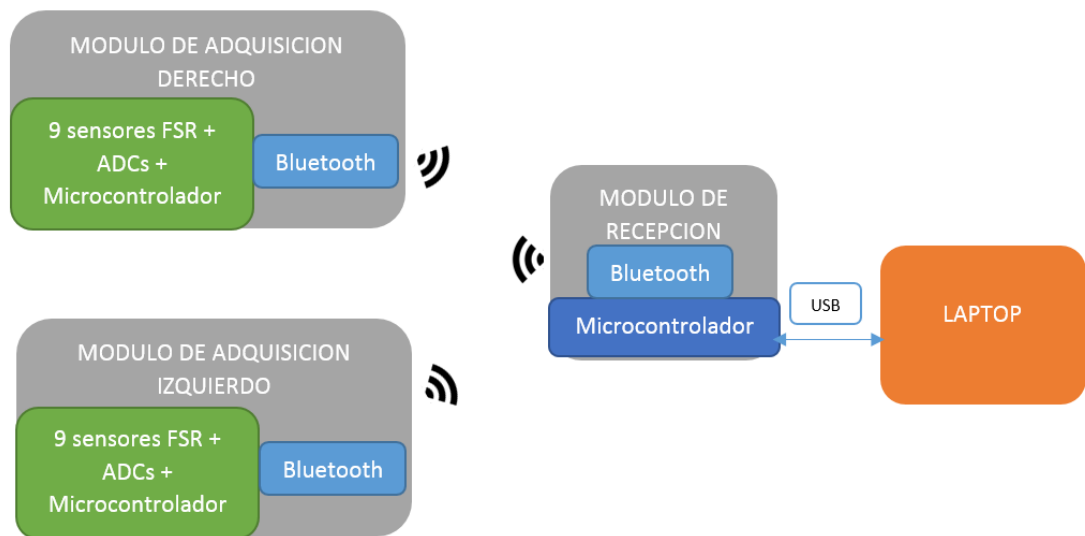 MODULO DE ADQUISICION
DERECHO
9 sensores FSR +
ADCs +
Microcontrolador
Bluetooth
MODULO DE
RECEPCION
Bluetooth
Microcontrolador
USB
LAPTOP
MODULO DE ADQUISICION
IZQUIERDO
9 sensores FSR +
ADCs +
Microcontrolador
Bluetooth